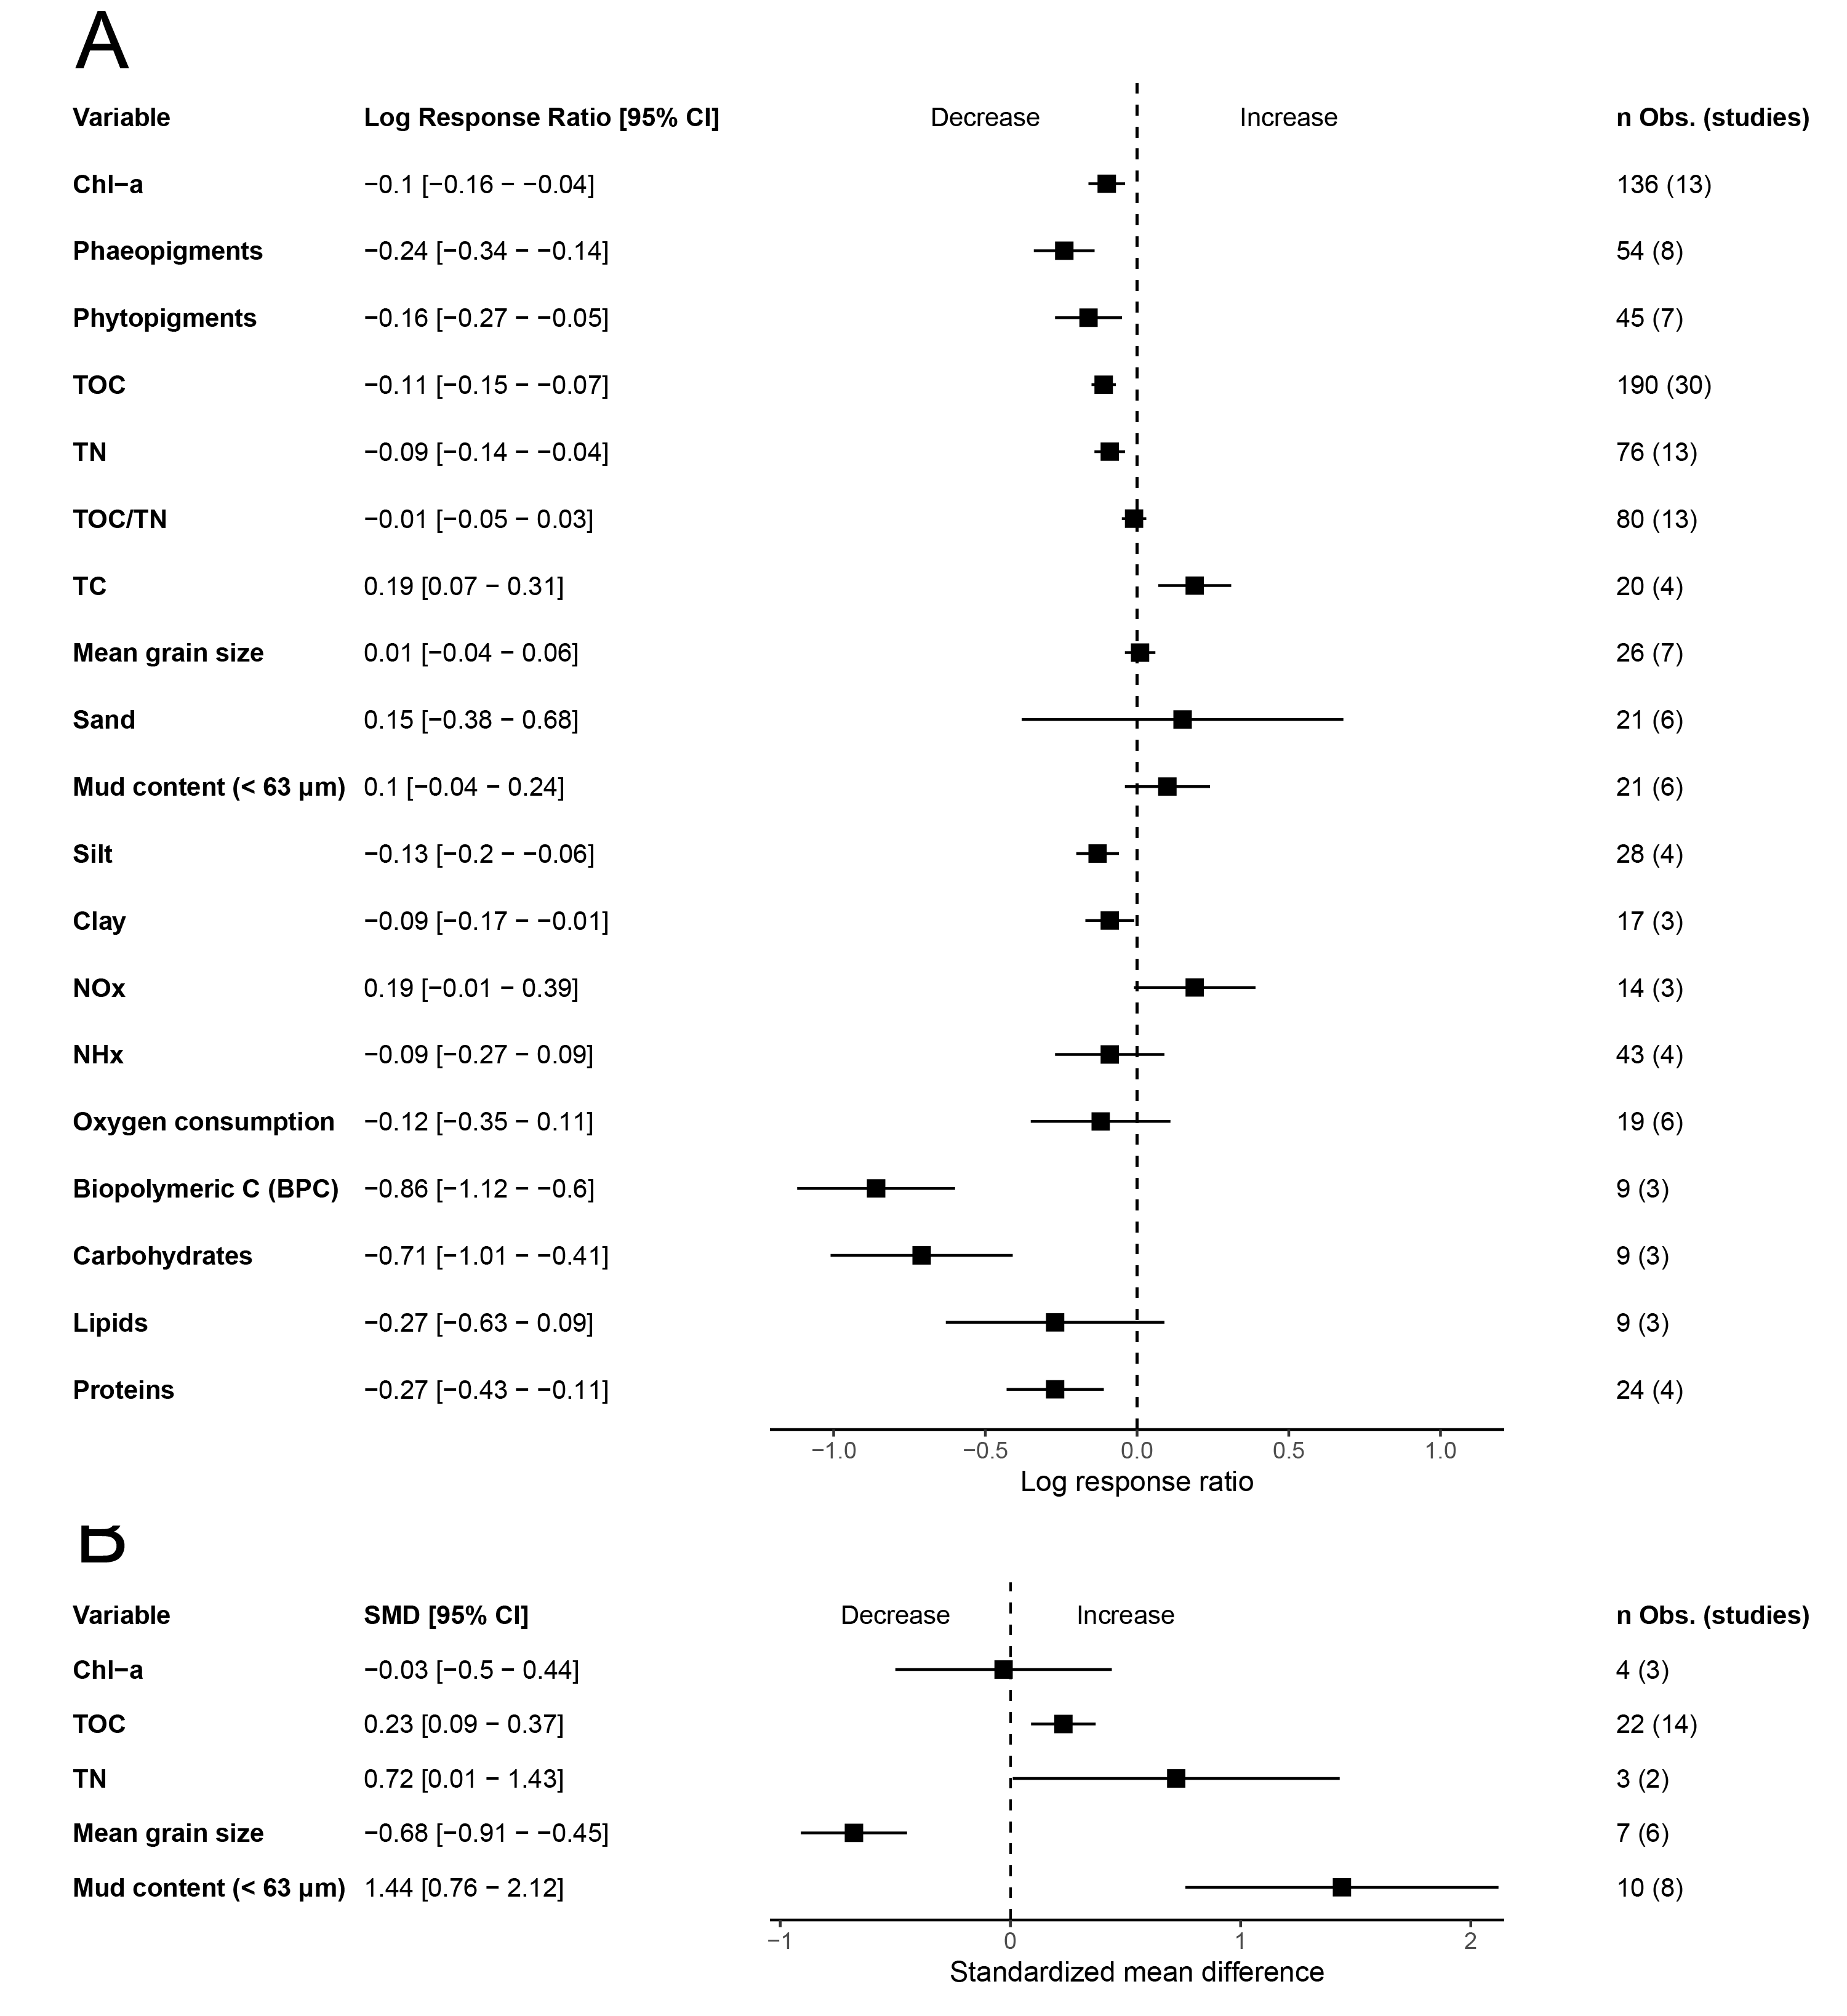 A
Variable Log Response Ratio [95% CI] Decrease Increase n Obs. (studies)
Chl−a −0.1 [−0.16 − −0.04] 136 (13)
Phaeopigments −0.24 [−0.34 − −0.14] 54 (8)
Phytopigments −0.16 [−0.27 − −0.05] 45 (7)
TOC −0.11 [−0.15 − −0.07] 190 (30)
TN −0.09 [−0.14 − −0.04] 76 (13)
TOC/TN −0.01 [−0.05 − 0.03] 80 (13)
TC 0.19 [0.07 − 0.31] 20 (4)
Mean grain size 0.01 [−0.04 − 0.06] 26 (7)
Sand 0.15 [−0.38 − 0.68] 21 (6)
Mud content (< 63 µm) 0.1 [−0.04 − 0.24] 21 (6)
Silt −0.13 [−0.2 − −0.06] 28 (4)
Clay −0.09 [−0.17 − −0.01] 17 (3)
NOx 0.19 [−0.01 − 0.39] 14 (3)
NHx −0.09 [−0.27 − 0.09] 43 (4)
Oxygen consumption −0.12 [−0.35 − 0.11] 19 (6)
Biopolymeric C (BPC) −0.86 [−1.12 − −0.6] 9 (3)
Carbohydrates −0.71 [−1.01 − −0.41] 9 (3)
Lipids −0.27 [−0.63 − 0.09] 9 (3)
Proteins −0.27 [−0.43 − −0.11] 24 (4)
−1.0 −0.5 0.0 0.5 1.0
Log response ratio
B
Variable SMD [95% CI] Decrease Increase n Obs. (studies)
Chl−a −0.03 [−0.5 − 0.44] 4 (3)
TOC 0.23 [0.09 − 0.37] 22 (14)
TN 0.72 [0.01 − 1.43] 3 (2)
Mean grain size −0.68 [−0.91 − −0.45] 7 (6)
Mud content (< 63 µm) 1.44 [0.76 − 2.12] 10 (8)
−1 0 1 2
Standardized mean difference